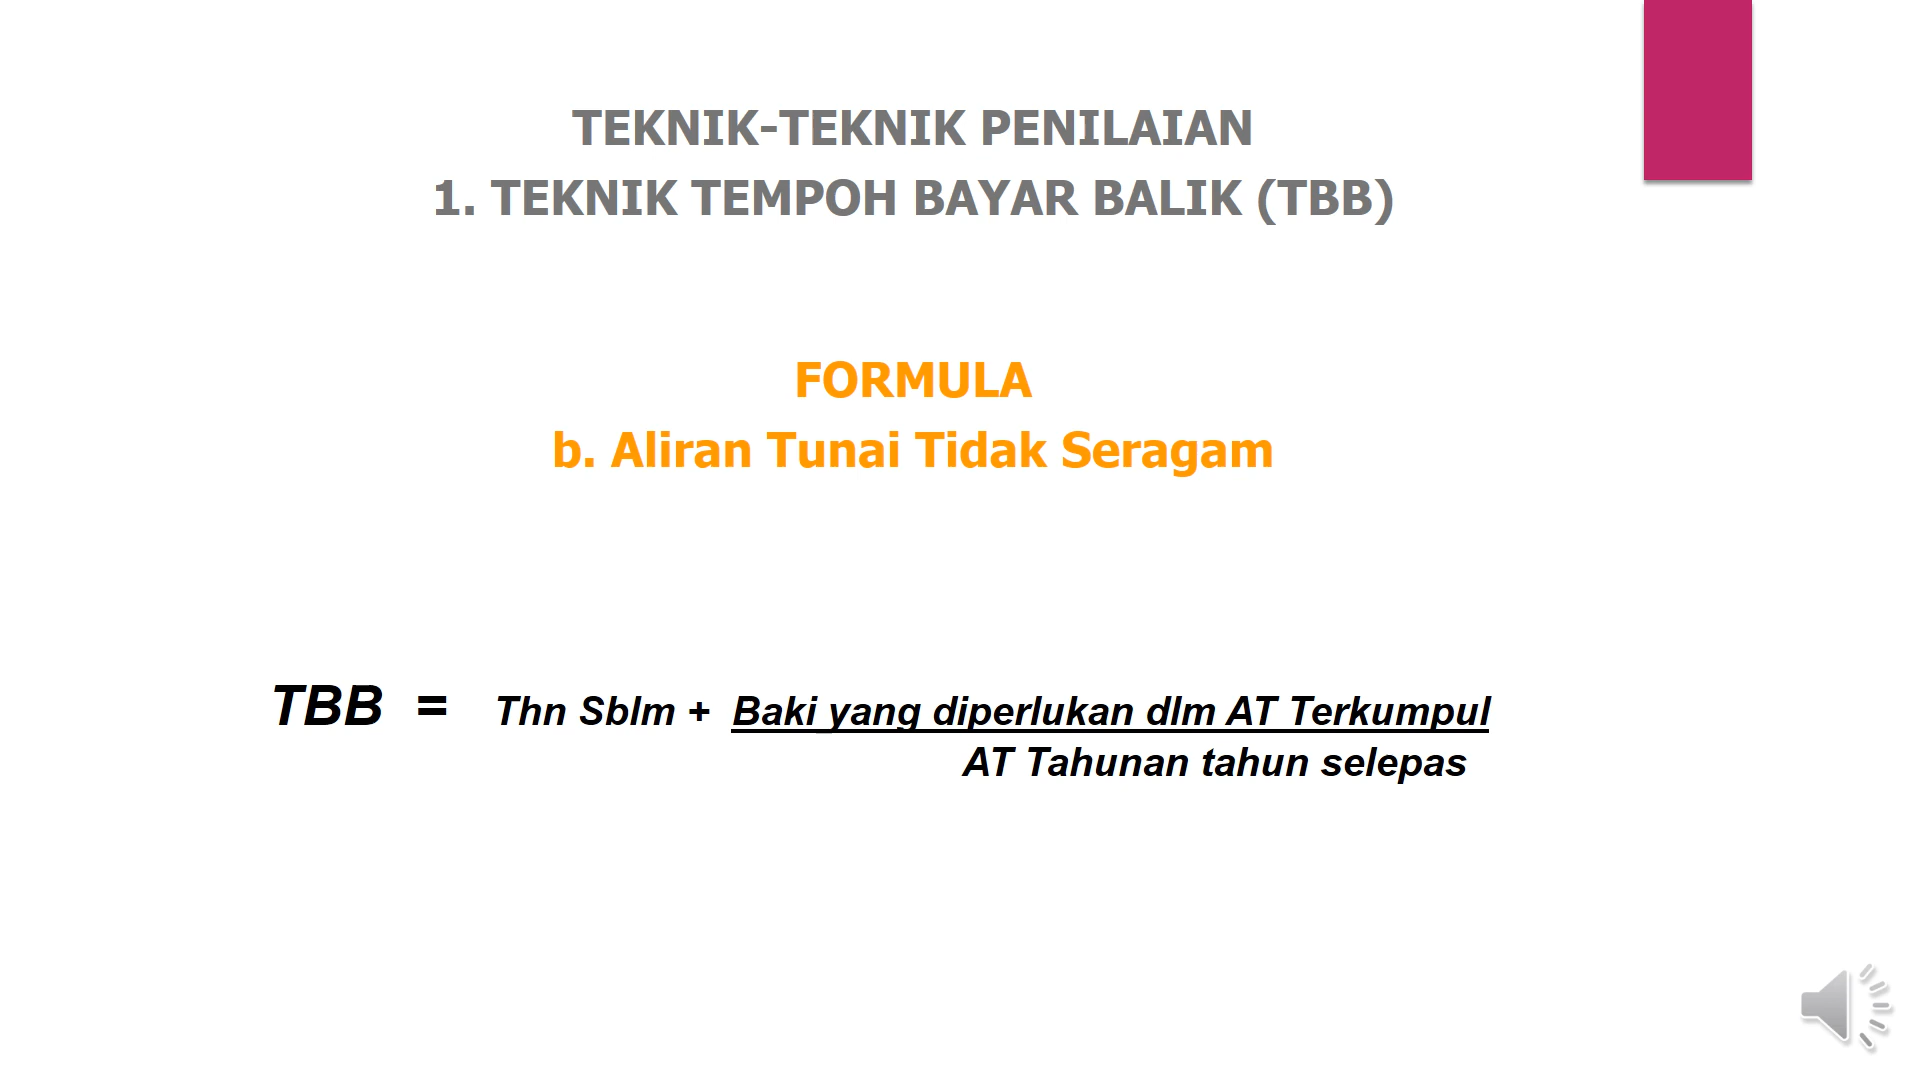 TEKNIK-TEKNIK PENILAIAN
1. TEKNIK TEMPOH BAYAR BALIK (TBB)
FORMULA
b. Aliran Tunai Tidak Seragam
TBB = Thn Sblm + Baki yang diperlukan dlm AT Terkumpul
AT Tahunan tahun selepas